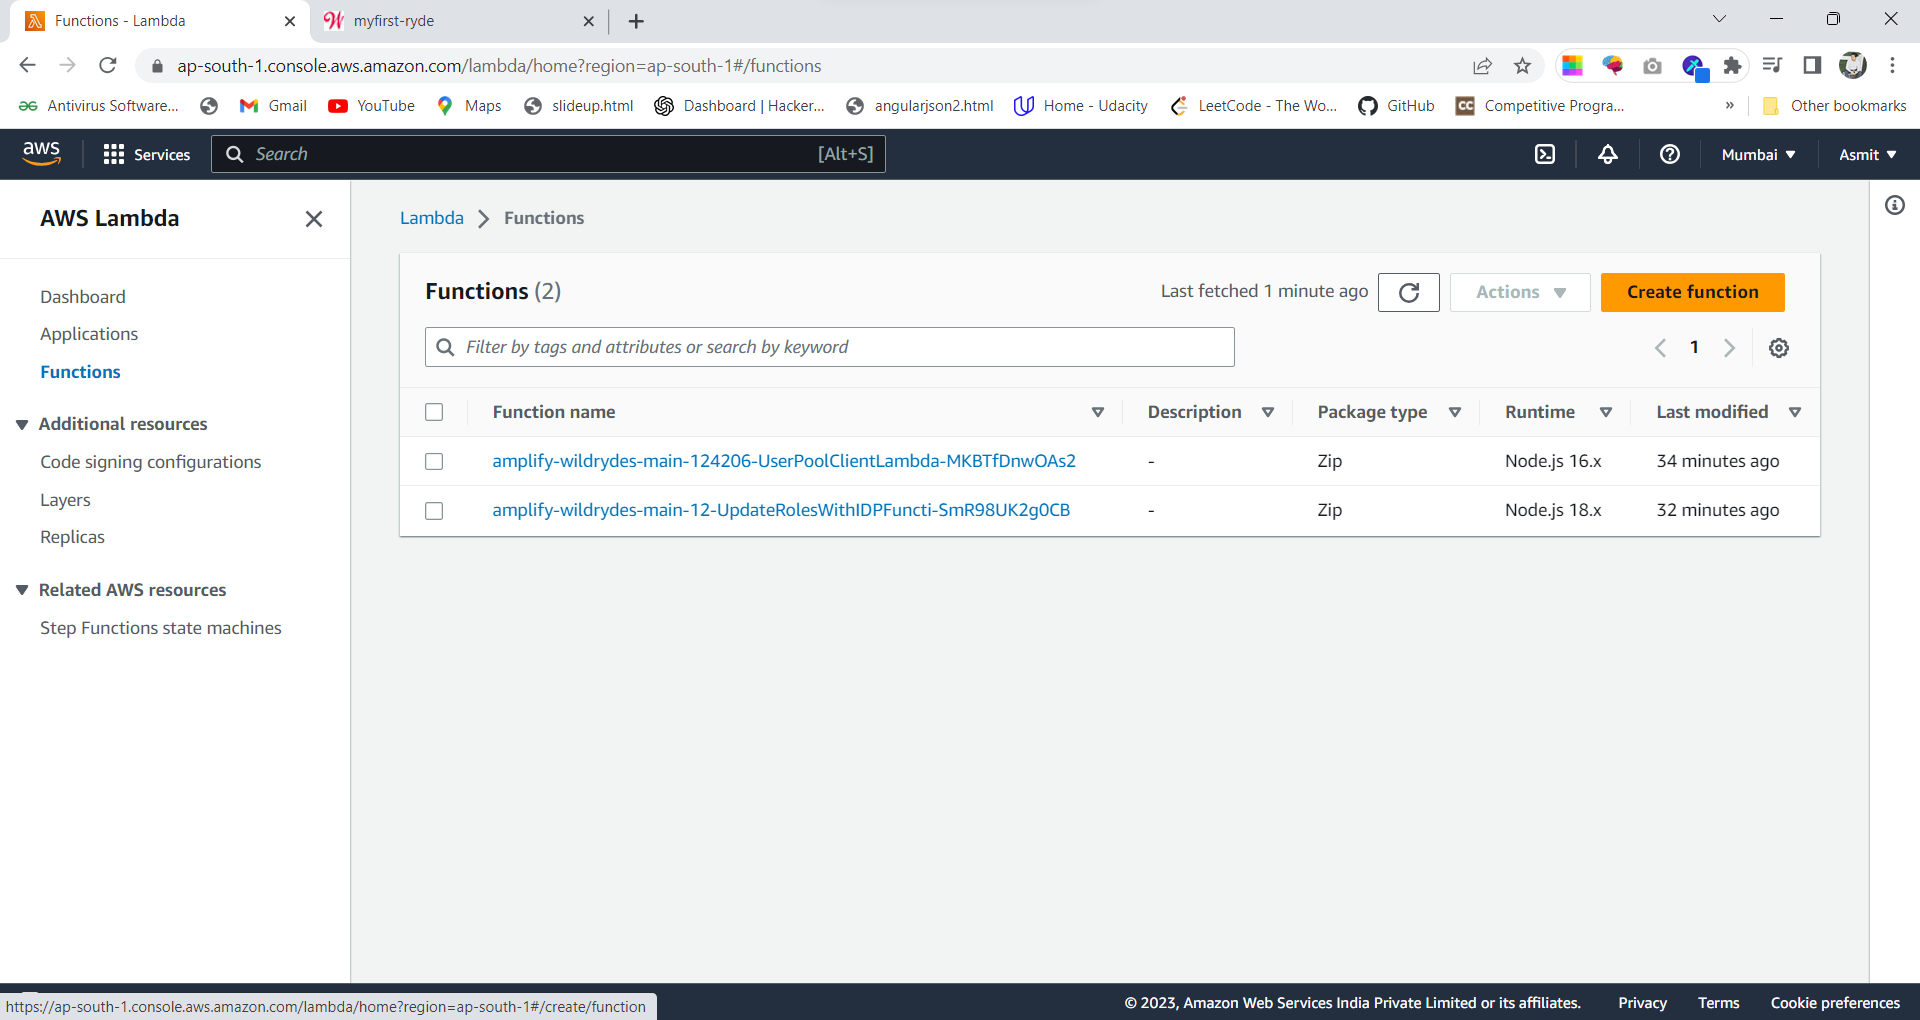 Functions - Lambda
myfirst-ryde
ap-south-1.console.aws.amazon.com/lambda/home?region=ap-south-1#/functions
Antivirus Software...
Gmail
YouTube
Maps
slideup.html
Dashboard | Hacker...
angularjson2.html
Home - Udacity
LeetCode - The Wo...
GitHub
CC
Competitive Progra...
»
Other bookmarks
aws
Services
Search
[Alt+S]
Mumbai
Asmit
AWS Lambda
Dashboard
Applications
Functions
Additional resources
Code signing configurations
Layers
Replicas
Related AWS resources
Step Functions state machines
Lambda > Functions
Functions (2)
Last fetched 1 minute ago
Actions
Create function
Filter by tags and attributes or search by keyword
1
Function name Description Package type Runtime Last modified
amplify-wildrydes-main-124206-UserPoolClientLambda-MKBTfDnwOAs2 - Zip Node.js 16.x 34 minutes ago
amplify-wildrydes-main-12-UpdateRolesWithIDPFuncti-SmR98UK2g0CB - Zip Node.js 18.x 32 minutes ago
https://ap-south-1.console.aws.amazon.com/lambda/home?region=ap-south-1#/create/function
© 2023, Amazon Web Services India Private Limited or its affiliates.
Privacy
Terms
Cookie preferences